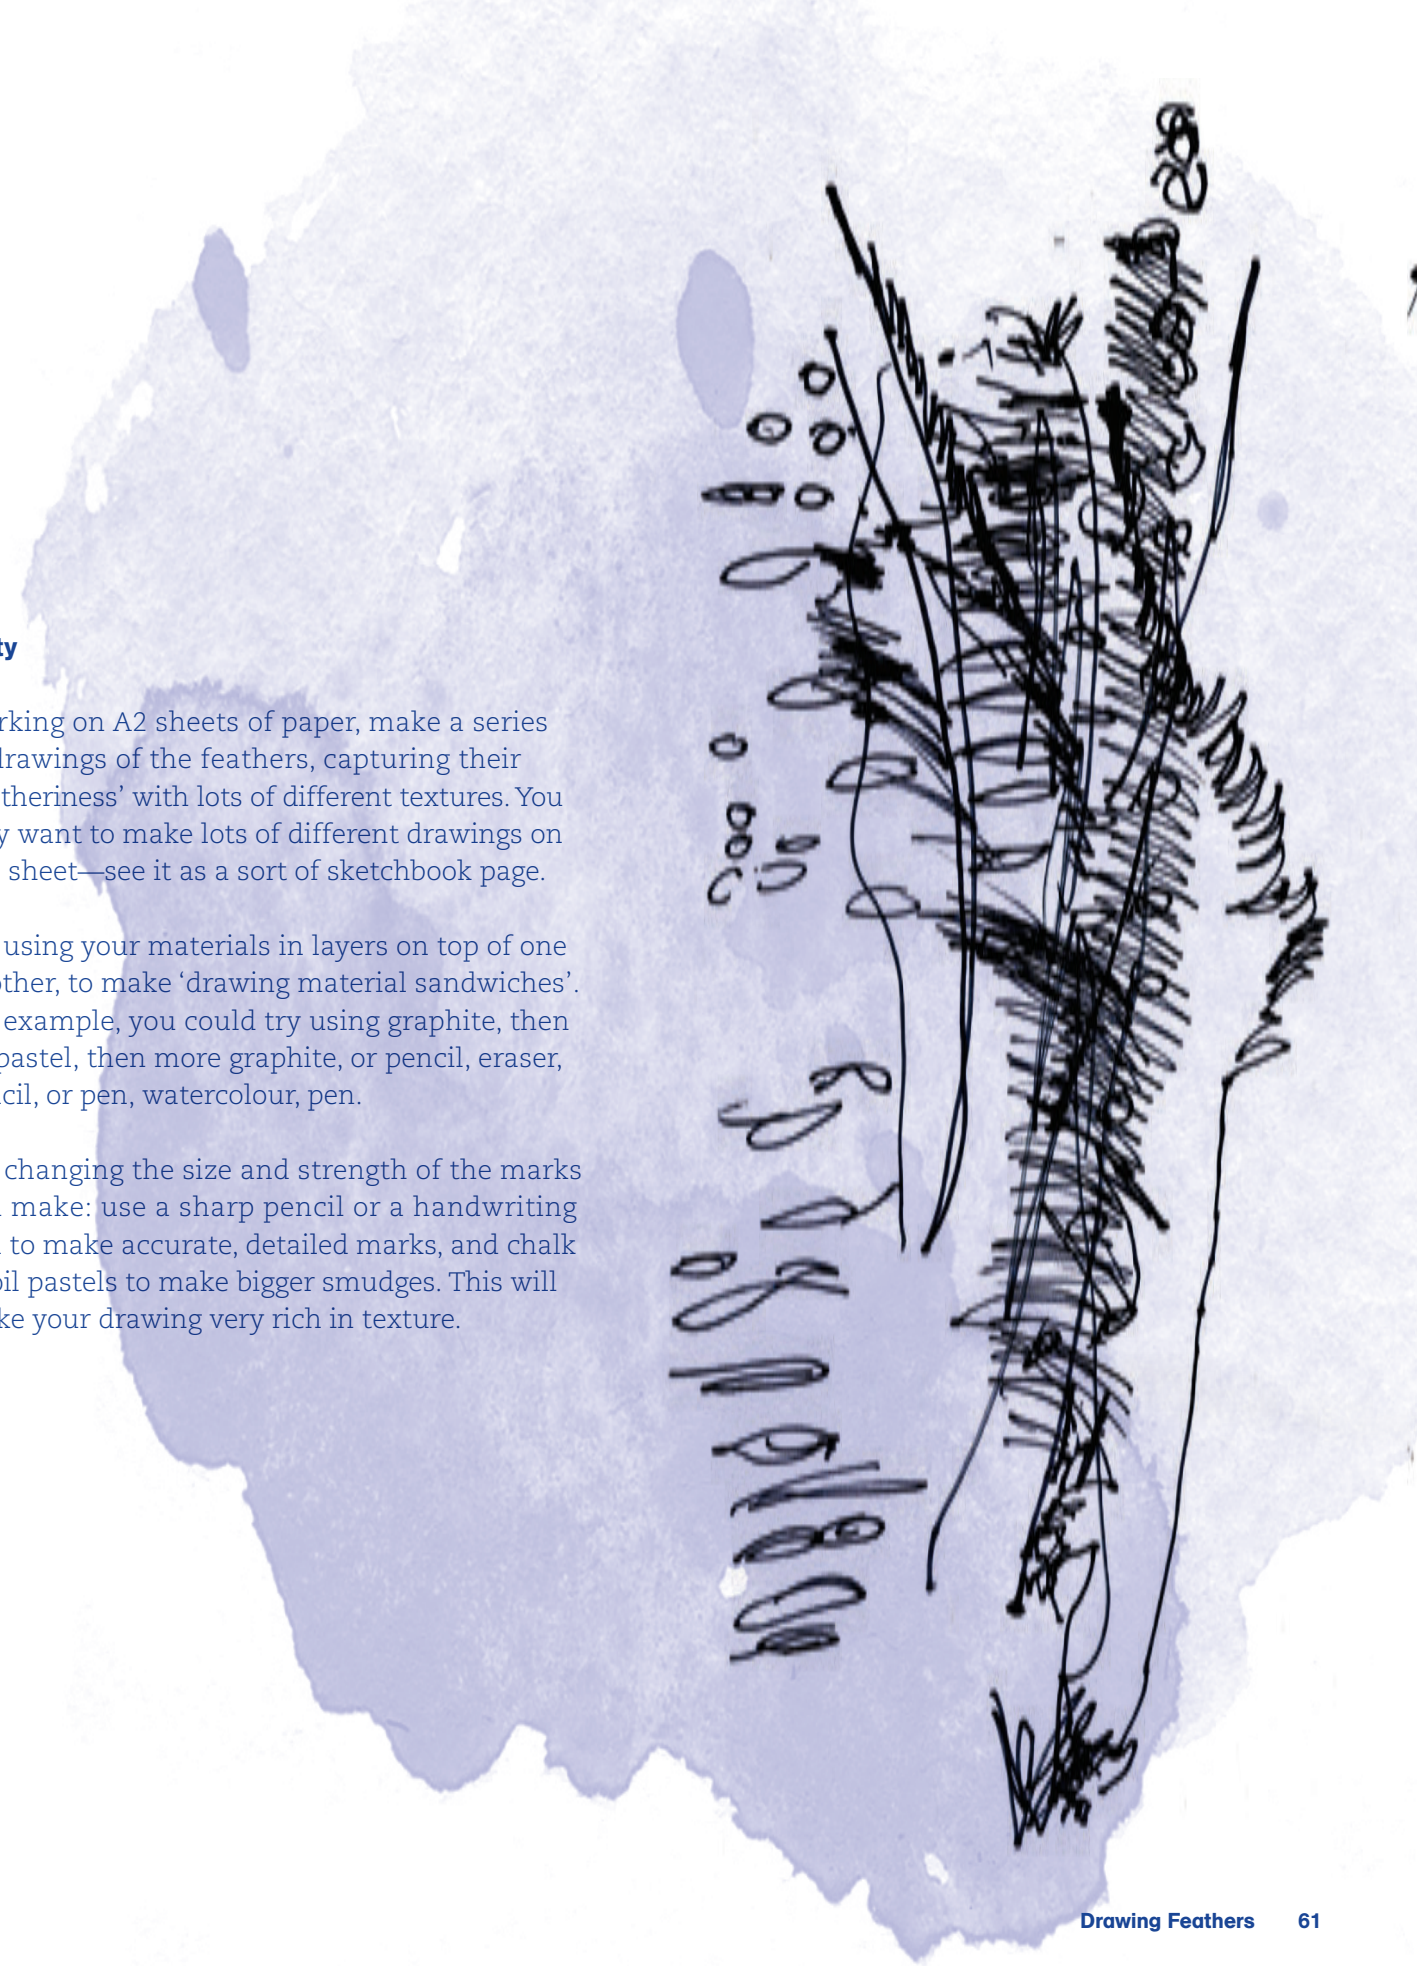 ty
rking on A2 sheets of paper, make a series
drawings of the feathers, capturing their
theriness’ with lots of different textures. You
y want to make lots of different drawings on
sheet—see it as a sort of sketchbook page.
using your materials in layers on top of one
other, to make ‘drawing material sandwiches’.
example, you could try using graphite, then
pastel, then more graphite, or pencil, eraser,
cil, or pen, watercolour, pen.
changing the size and strength of the marks
make: use a sharp pencil or a handwriting
to make accurate, detailed marks, and chalk
oil pastels to make bigger smudges. This will
ke your drawing very rich in texture.
Drawing Feathers 61